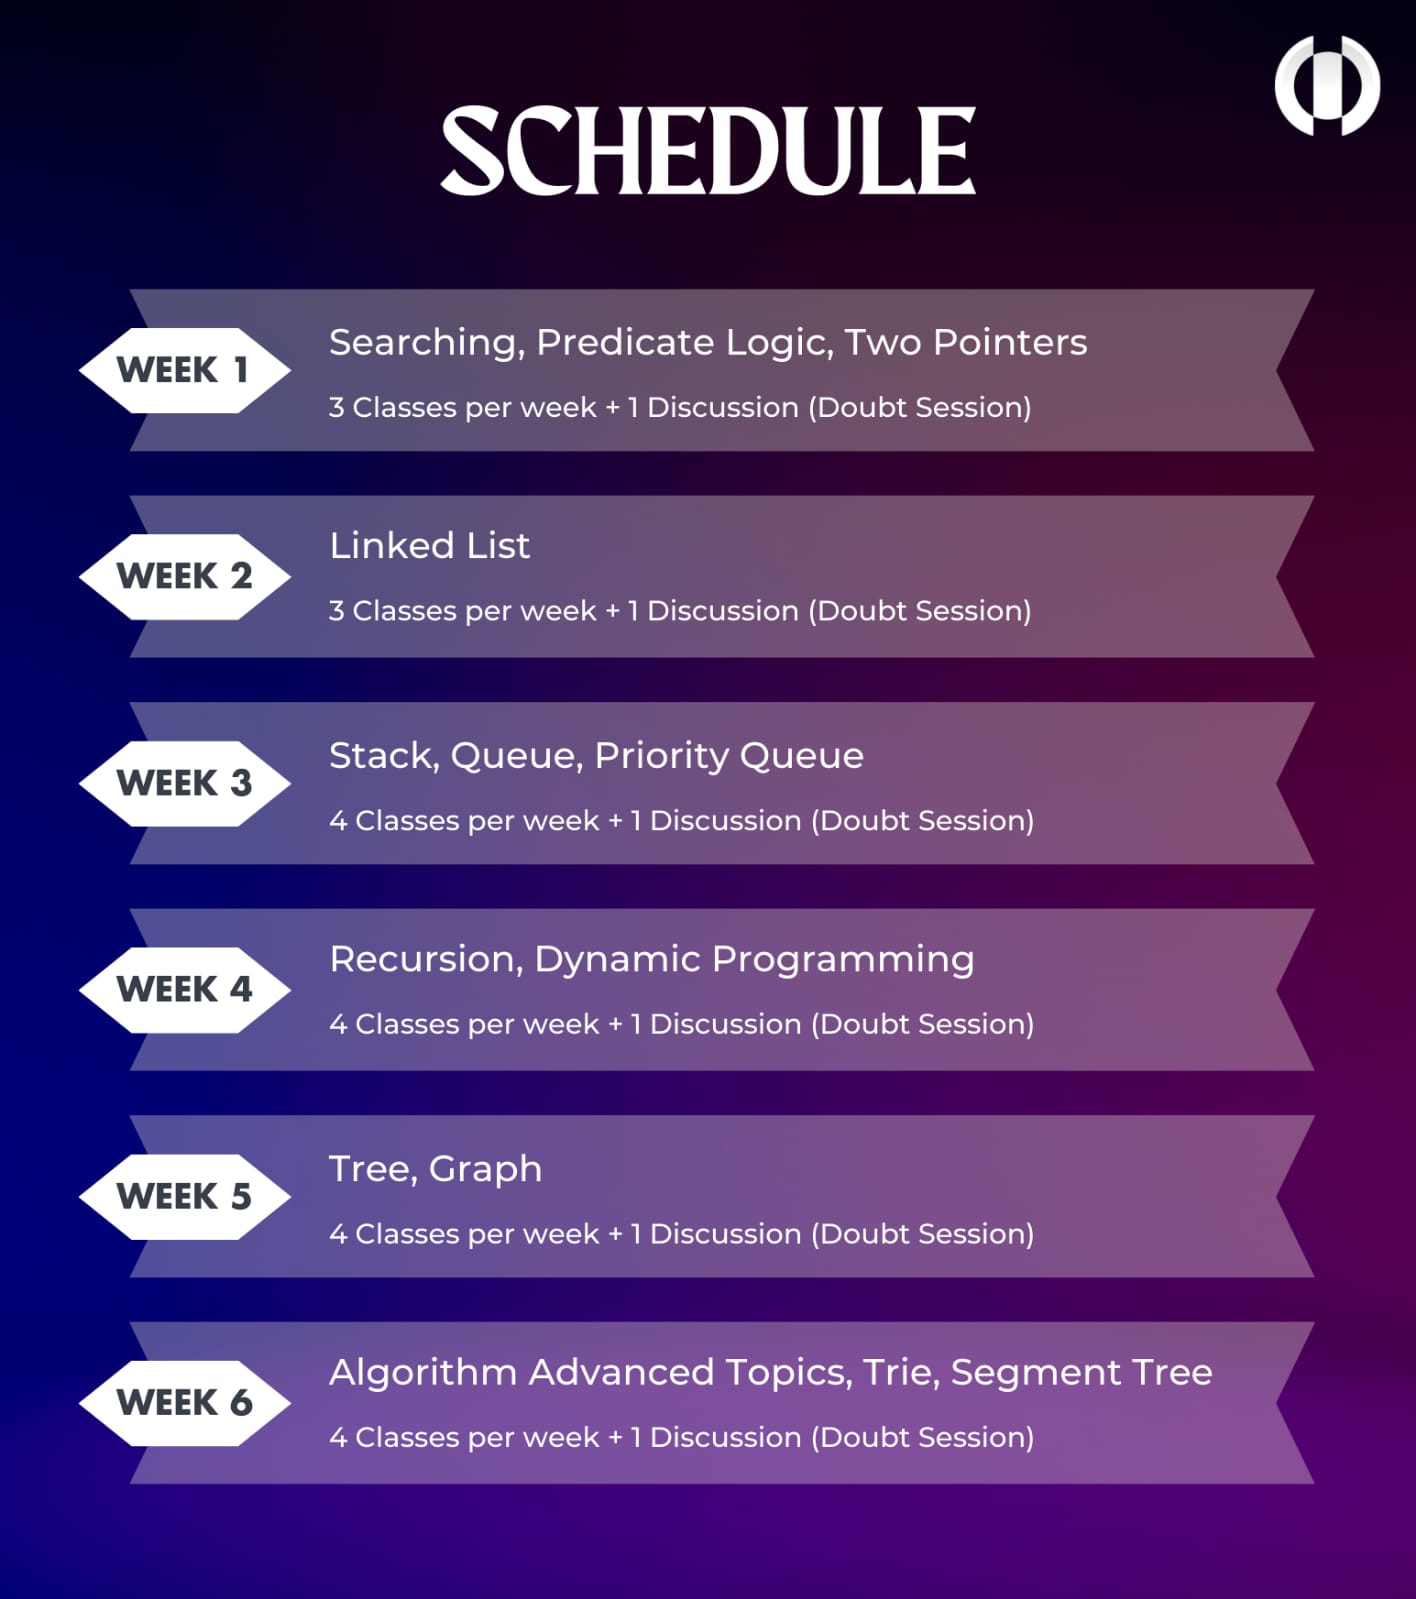 SCHEDULE
WEEK 1
Searching, Predicate Logic, Two Pointers
3 Classes per week + 1 Discussion (Doubt Session)
WEEK 2
Linked List
3 Classes per week + 1 Discussion (Doubt Session)
WEEK 3
Stack, Queue, Priority Queue
4 Classes per week + 1 Discussion (Doubt Session)
WEEK 4
Recursion, Dynamic Programming
4 Classes per week + 1 Discussion (Doubt Session)
WEEK 5
Tree, Graph
4 Classes per week + 1 Discussion (Doubt Session)
WEEK 6
Algorithm Advanced Topics, Trie, Segment Tree
4 Classes per week + 1 Discussion (Doubt Session)